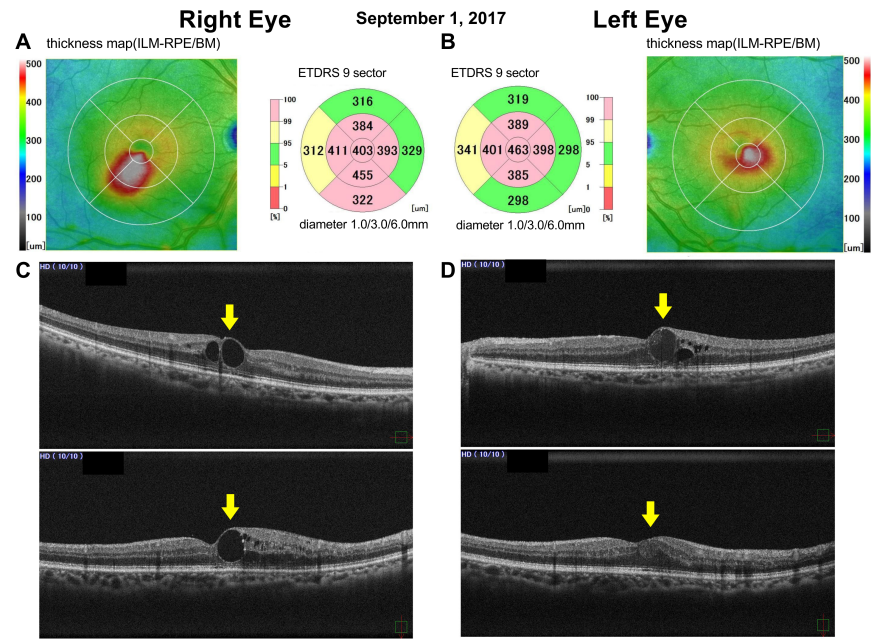 Right Eye
September 1, 2017
Left Eye
A
thickness map(ILM-RPE/BM)
500
400
300
200
100
[um]
ETDRS 9 sector
100
99
95
5
1
0
[%]
316
384
312 411 403 393 329
455
322
[um]
diameter 1.0/3.0/6.0mm
B
ETDRS 9 sector
319
389
341 401 463 398 298
385
298
[um]
100
99
95
5
1
0
[%]
diameter 1.0/3.0/6.0mm
thickness map(ILM-RPE/BM)
500
400
300
200
100
[um]
C
HD ( 10/10 )
HD ( 10/10 )
D
HD ( 10/10 )
HD ( 10/10 )